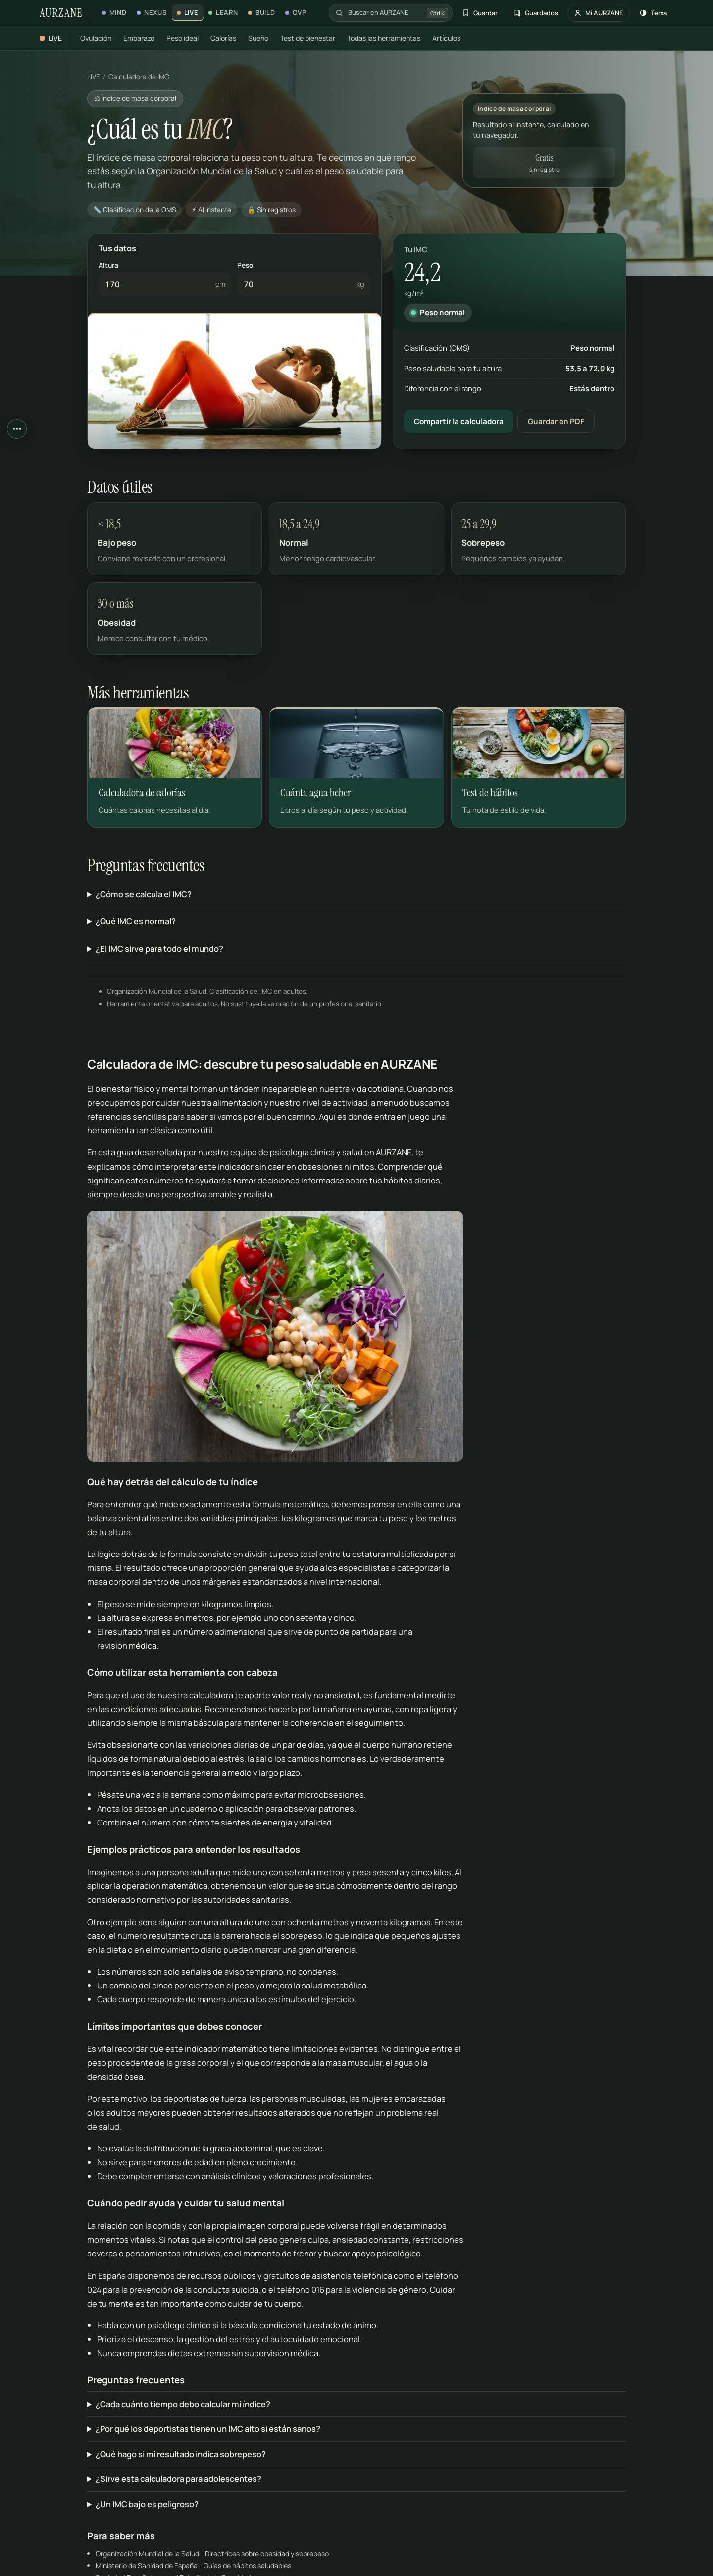 AURZANE
MIND
NEXUS
LIVE
LEARN
BUILD
OVP
Buscar en AURZANE
Ctrl K
Guardar
Guardados
Mi AURZANE
Tema
LIVE
Ovulación
Embarazo
Peso ideal
Calorías
Sueño
Test de bienestar
Todas las herramientas
Artículos
LIVE / Calculadora de IMC
Índice de masa corporal
¿Cuál es tu IMC?
El índice de masa corporal relaciona tu peso con tu altura. Te decimos en qué rango
estás según la Organización Mundial de la Salud y cuál es el peso saludable para
tu altura.
Clasificación de la OMS
Al instante
Sin registros
Índice de masa corporal
Resultado al instante, calculado en
tu navegador.
Gratis
sin registro
Tus datos
Altura
Peso
170
cm
70
kg
Tu IMC
24,2
kg/m²
Peso normal
Clasificación (OMS)
Peso normal
Peso saludable para tu altura
53,5 a 72,0 kg
Diferencia con el rango
Estás dentro
Compartir la calculadora
Guardar en PDF
Datos útiles
< 18,5
Bajo peso
Conviene revisarlo con un profesional.
18,5 a 24,9
Normal
Menor riesgo cardiovascular.
25 a 29,9
Sobrepeso
Pequeños cambios ya ayudan.
30 o más
Obesidad
Merece consultar con tu médico.
Más herramientas
Calculadora de calorías
Cuántas calorías necesitas al día.
Cuánta agua beber
Litros al día según tu peso y actividad.
Test de hábitos
Tu nota de estilo de vida.
Preguntas frecuentes
¿Cómo se calcula el IMC?
¿Qué IMC es normal?
¿El IMC sirve para todo el mundo?
Organización Mundial de la Salud. Clasificación del IMC en adultos.
Herramienta orientativa para adultos. No sustituye la valoración de un profesional sanitario.
Calculadora de IMC: descubre tu peso saludable en AURZANE
El bienestar físico y mental forman un tándem inseparable en nuestra vida cotidiana. Cuando nos
preocupamos por cuidar nuestra alimentación y nuestro nivel de actividad, a menudo buscamos
referencias sencillas para saber si vamos por el buen camino. Aquí es donde entra en juego una
herramienta tan clásica como útil.
En esta guía desarrollada por nuestro equipo de psicología clínica y salud en AURZANE, te
explicamos cómo interpretar este indicador sin caer en obsesiones ni mitos. Comprender qué
significan estos números te ayudará a tomar decisiones informadas sobre tus hábitos diarios,
siempre desde una perspectiva amable y realista.
Qué hay detrás del cálculo de tu índice
Para entender qué mide exactamente esta fórmula matemática, debemos pensar en ella como una
balanza orientativa entre dos variables principales: los kilogramos que marca tu peso y los metros
de tu altura.
La lógica detrás de la fórmula consiste en dividir tu peso total entre tu estatura multiplicada por sí
misma. El resultado ofrece una proporción general que ayuda a los especialistas a categorizar la
masa corporal dentro de unos márgenes estandarizados a nivel internacional.
El peso se mide siempre en kilogramos limpios.
La altura se expresa en metros, por ejemplo uno con setenta y cinco.
El resultado final es un número adimensional que sirve de punto de partida para una
revisión médica.
Cómo utilizar esta herramienta con cabeza
Para que el uso de nuestra calculadora te aporte valor real y no ansiedad, es fundamental medirte
en las condiciones adecuadas. Recomendamos hacerlo por la mañana en ayunas, con ropa ligera y
utilizando siempre la misma báscula para mantener la coherencia en el seguimiento.
Evita obsesionarte con las variaciones diarias de un par de días, ya que el cuerpo humano retiene
líquidos de forma natural debido al estrés, la sal o los cambios hormonales. Lo verdaderamente
importante es la tendencia general a medio y largo plazo.
Pésate una vez a la semana como máximo para evitar microobsesiones.
Anota los datos en un cuaderno o aplicación para observar patrones.
Combina el número con cómo te sientes de energía y vitalidad.
Ejemplos prácticos para entender los resultados
Imaginemos a una persona adulta que mide uno con setenta metros y pesa sesenta y cinco kilos. Al
aplicar la operación matemática, obtenemos un valor que se sitúa cómodamente dentro del rango
considerado normativo por las autoridades sanitarias.
Otro ejemplo sería alguien con una altura de uno con ochenta metros y noventa kilogramos. En este
caso, el número resultante cruza la barrera hacia el sobrepeso, lo que indica que pequeños ajustes
en la dieta o en el movimiento diario pueden marcar una gran diferencia.
Los números son solo señales de aviso temprano, no condenas.
Un cambio del cinco por ciento en el peso ya mejora la salud metabólica.
Cada cuerpo responde de manera única a los estímulos del ejercicio.
Límites importantes que debes conocer
Es vital recordar que este indicador matemático tiene limitaciones evidentes. No distingue entre el
peso procedente de la grasa corporal y el que corresponde a la masa muscular, el agua o la
densidad ósea.
Por este motivo, los deportistas de fuerza, las personas musculadas, las mujeres embarazadas
o los adultos mayores pueden obtener resultados alterados que no reflejan un problema real
de salud.
No evalúa la distribución de la grasa abdominal, que es clave.
No sirve para menores de edad en pleno crecimiento.
Debe complementarse con análisis clínicos y valoraciones profesionales.
Cuándo pedir ayuda y cuidar tu salud mental
La relación con la comida y con la propia imagen corporal puede volverse frágil en determinados
momentos vitales. Si notas que el control del peso genera culpa, ansiedad constante, restricciones
severas o pensamientos intrusivos, es el momento de frenar y buscar apoyo psicológico.
En España disponemos de recursos públicos y gratuitos de asistencia telefónica como el teléfono
024 para la prevención de la conducta suicida, o el teléfono 016 para la violencia de género. Cuidar
de tu mente es tan importante como cuidar de tu cuerpo.
Habla con un psicólogo clínico si la báscula condiciona tu estado de ánimo.
Prioriza el descanso, la gestión del estrés y el autocuidado emocional.
Nunca emprendas dietas extremas sin supervisión médica.
Preguntas frecuentes
¿Cada cuánto tiempo debo calcular mi índice?
¿Por qué los deportistas tienen un IMC alto si están sanos?
¿Qué hago si mi resultado indica sobrepeso?
¿Sirve esta calculadora para adolescentes?
¿Un IMC bajo es peligroso?
Para saber más
Organización Mundial de la Salud - Directrices sobre obesidad y sobrepeso
Ministerio de Sanidad de España - Guías de hábitos saludables